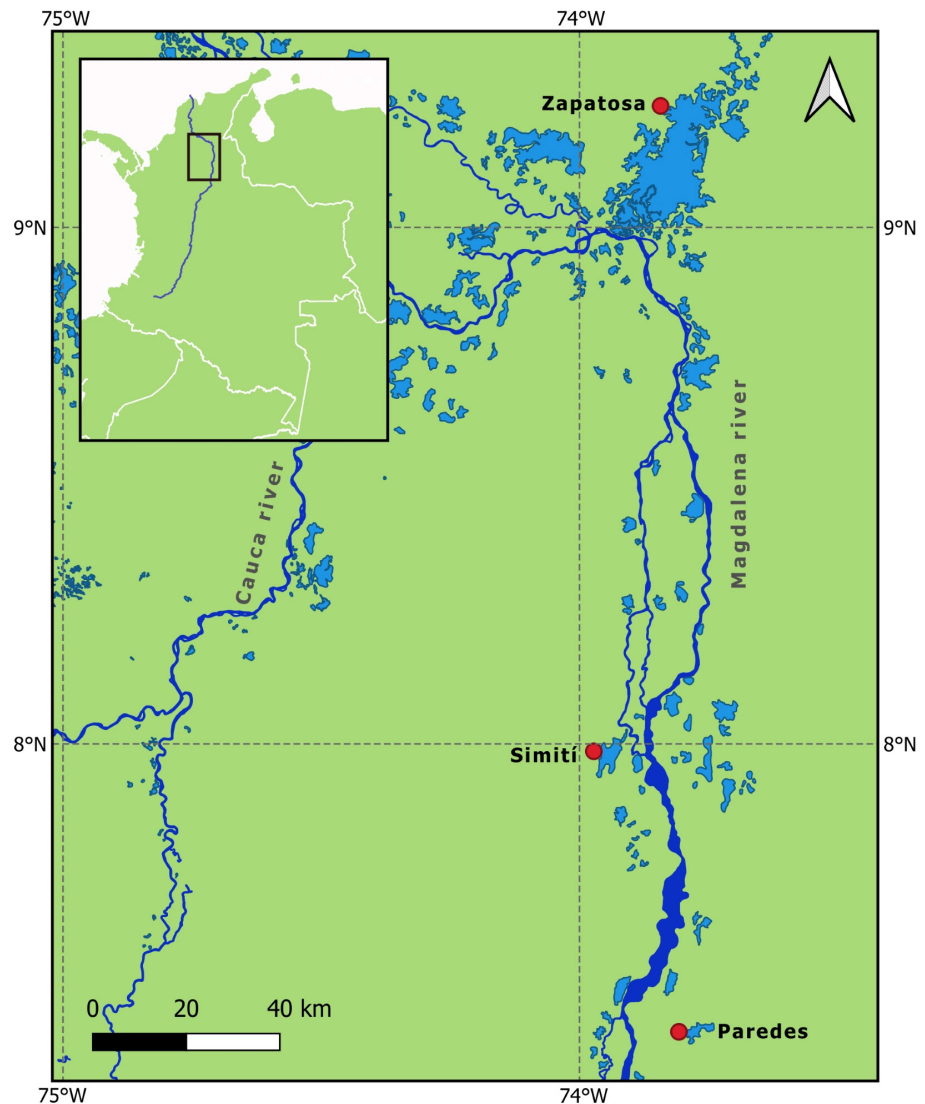 75°W 74°W
Zapatosa
9°N 9°N
Magdalena river
Cauca river
8°N 8°N
Simití
0 20 40 km
Paredes
75°W 74°W